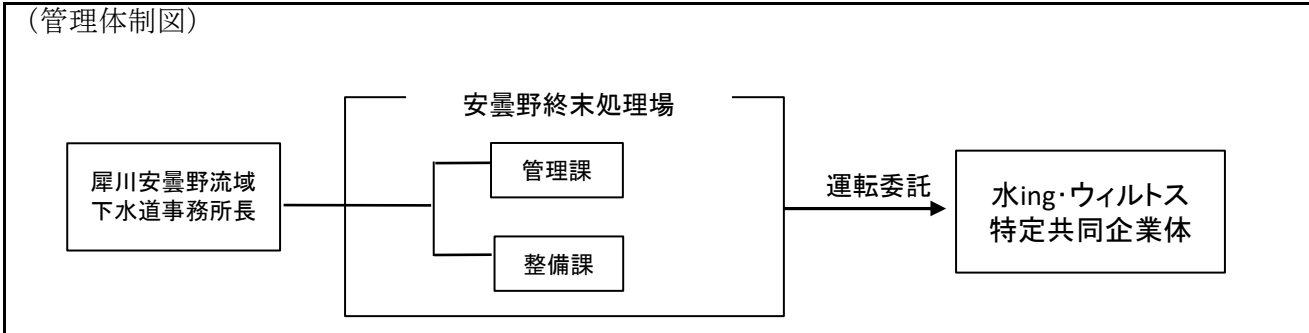 （管理体制図）
安曇野終末処理場
犀川安曇野流域
下水道事務所長
管理課
整備課
運転委託
水ing・ウィルトス
特定共同企業体